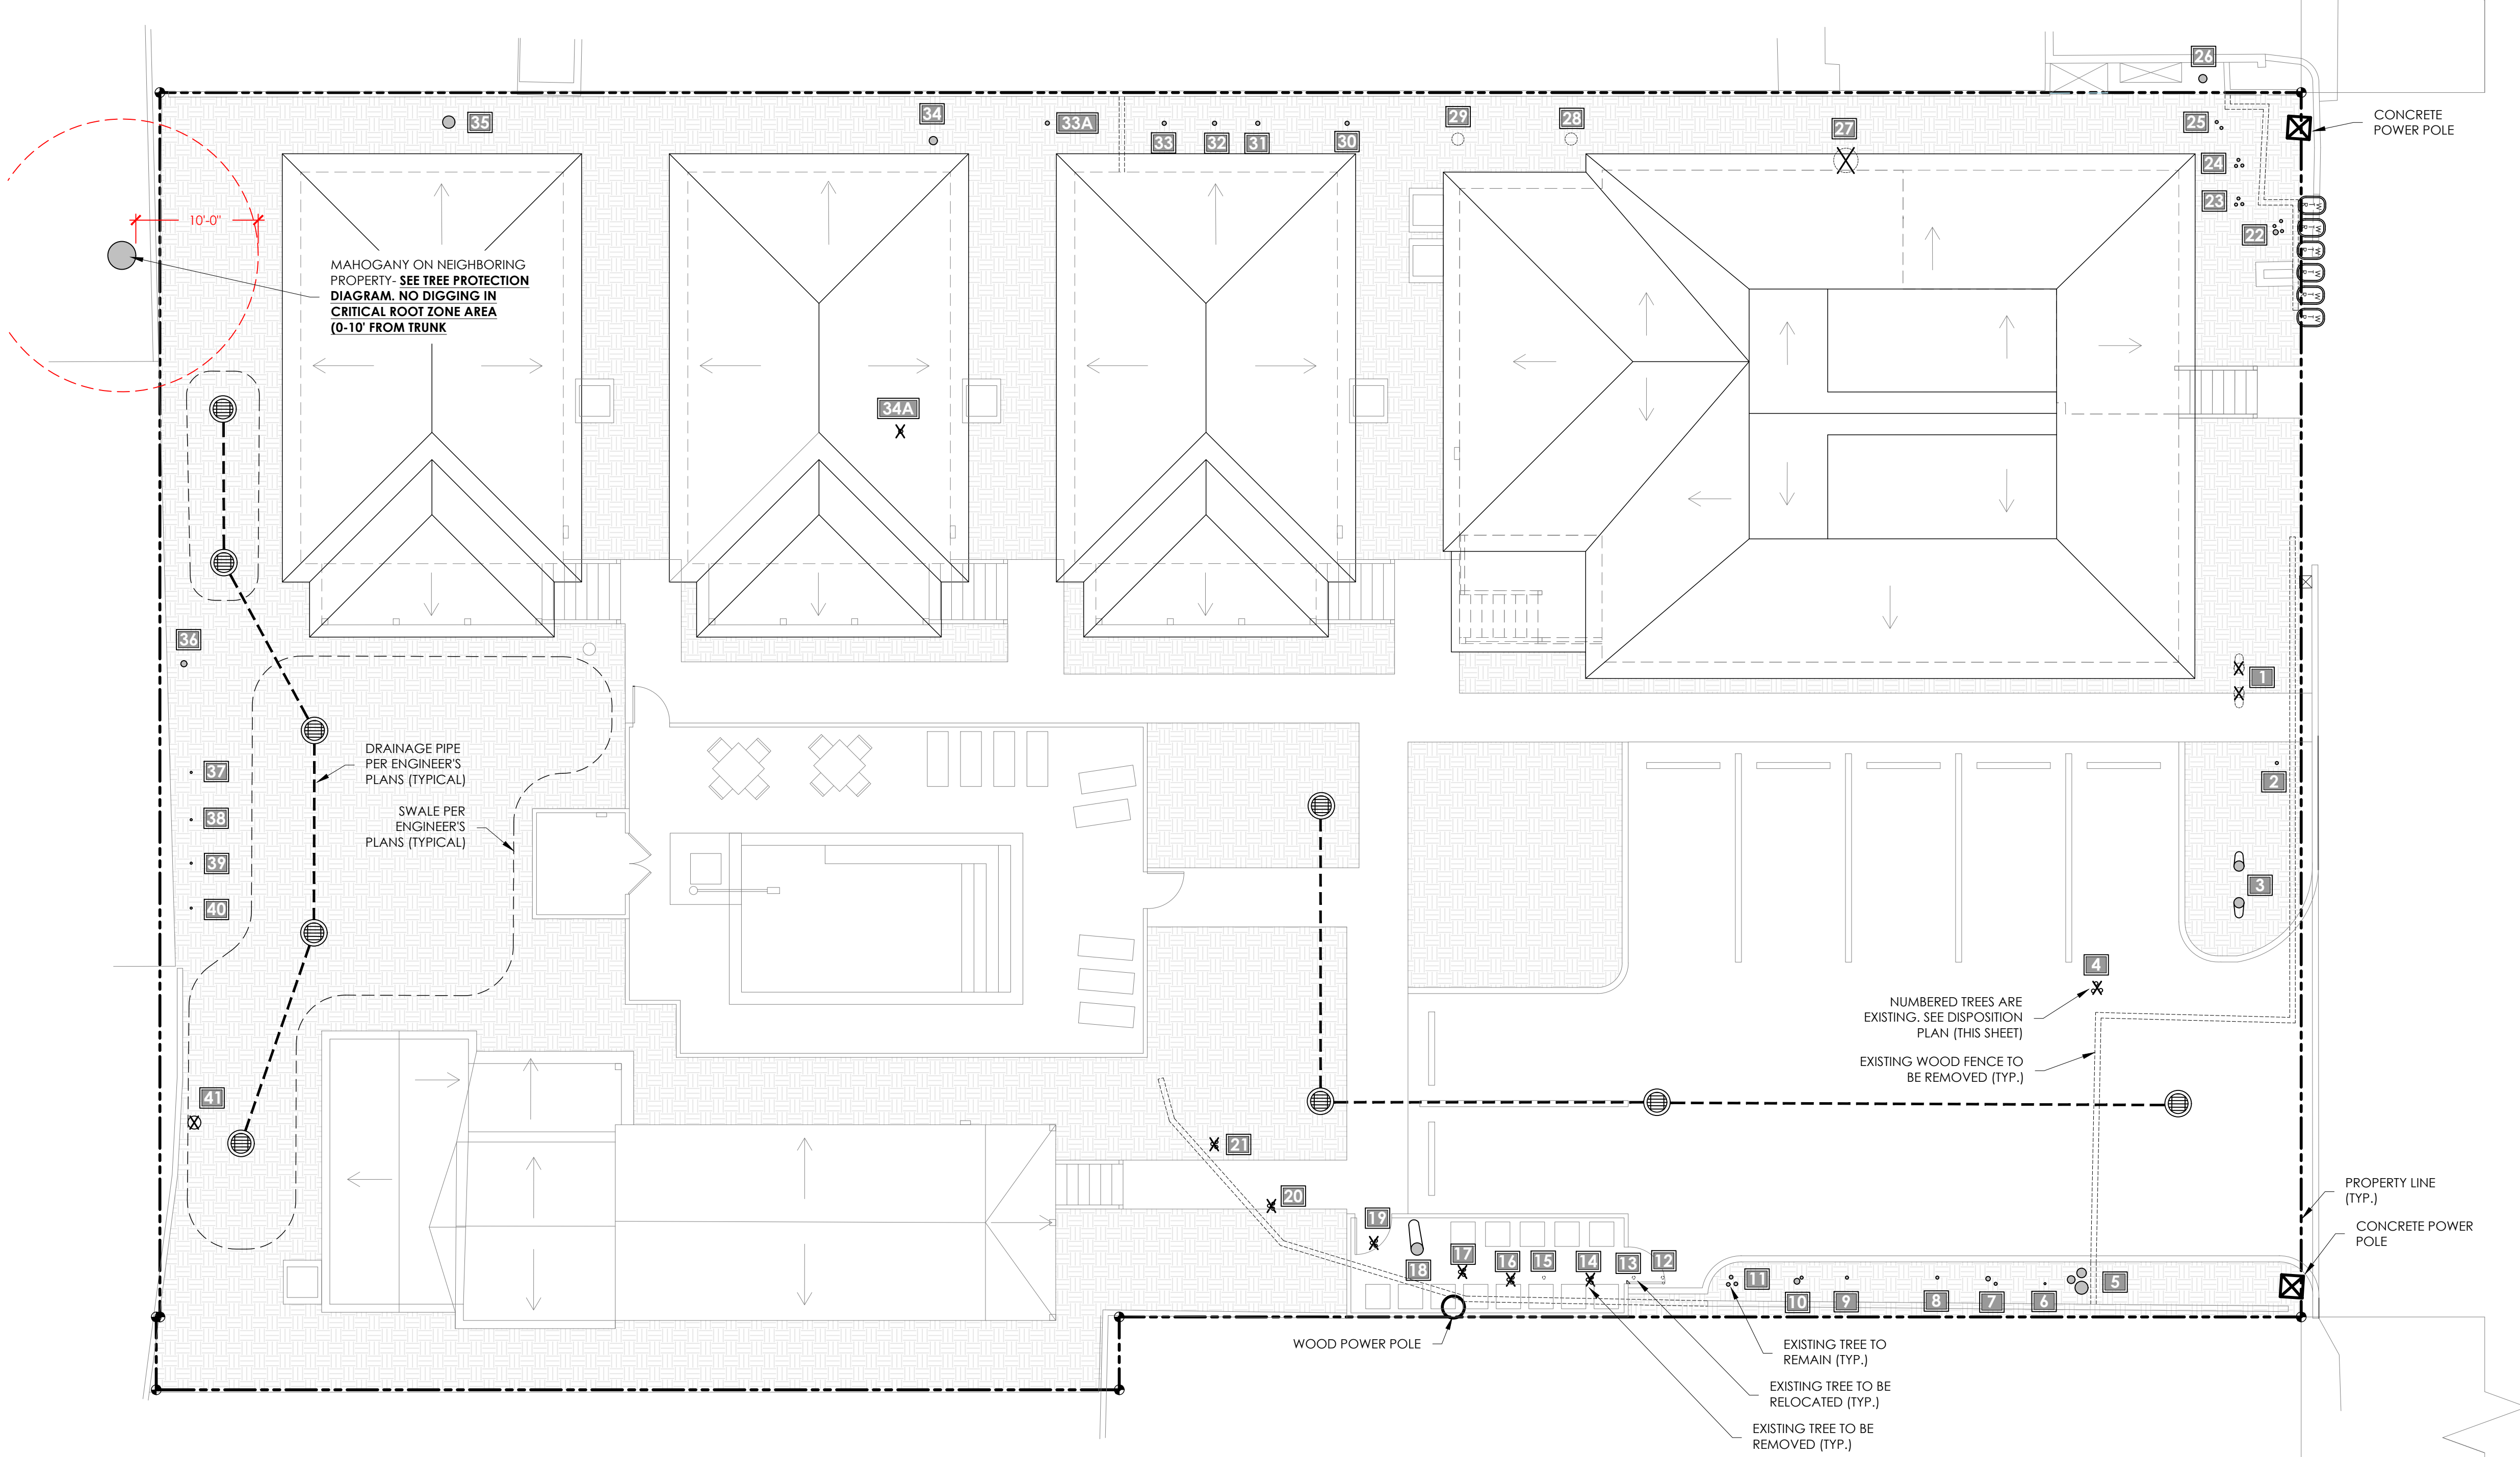 26
35
34
33A
33
32
31
30
29
28
27
25
CONCRETE
POWER POLE
24
23
22
10'-0"
MAHOGANY ON NEIGHBORING
PROPERTY- SEE TREE PROTECTION
DIAGRAM. NO DIGGING IN
CRITICAL ROOT ZONE AREA
(0-10' FROM TRUNK
34A
36
1
DRAINAGE PIPE
PER ENGINEER'S
PLANS (TYPICAL)
37
2
SWALE PER
ENGINEER'S
PLANS (TYPICAL)
38
39
3
40
4
NUMBERED TREES ARE
EXISTING. SEE DISPOSITION
PLAN (THIS SHEET)
EXISTING WOOD FENCE TO
BE REMOVED (TYP.)
41
21
20
19
PROPERTY LINE
(TYP.)
CONCRETE POWER
POLE
18
17
16
15
14
13
12
11
10
9
8
7
6
5
WOOD POWER POLE
EXISTING TREE TO
REMAIN (TYP.)
EXISTING TREE TO BE
RELOCATED (TYP.)
EXISTING TREE TO BE
REMOVED (TYP.)